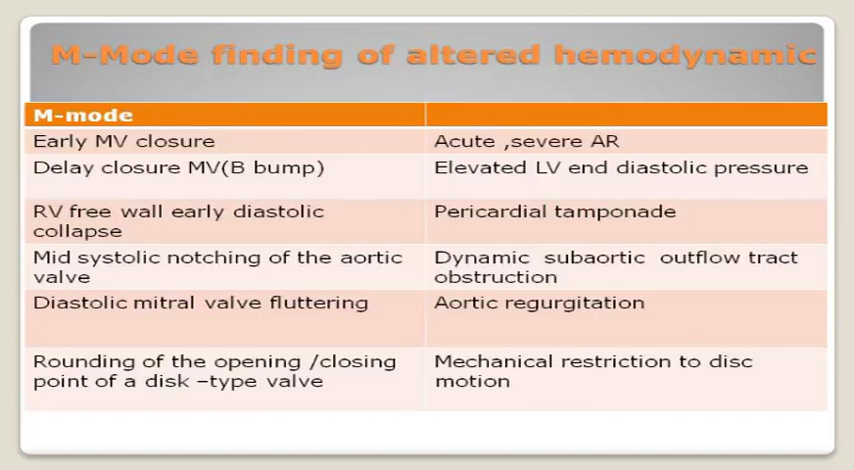 M-Mode finding of altered hemodynamic
M-mode
Early MV closure
Acute ,severe AR
Delay closure MV(B bump)
Elevated LV end diastolic pressure
RV free wall early diastolic
collapse
Pericardial tamponade
Mid systolic notching of the aortic
valve
Dynamic subaortic outflow tract
obstruction
Diastolic mitral valve fluttering
Aortic regurgitation
Rounding of the opening /closing
point of a disk –type valve
Mechanical restriction to disc
motion